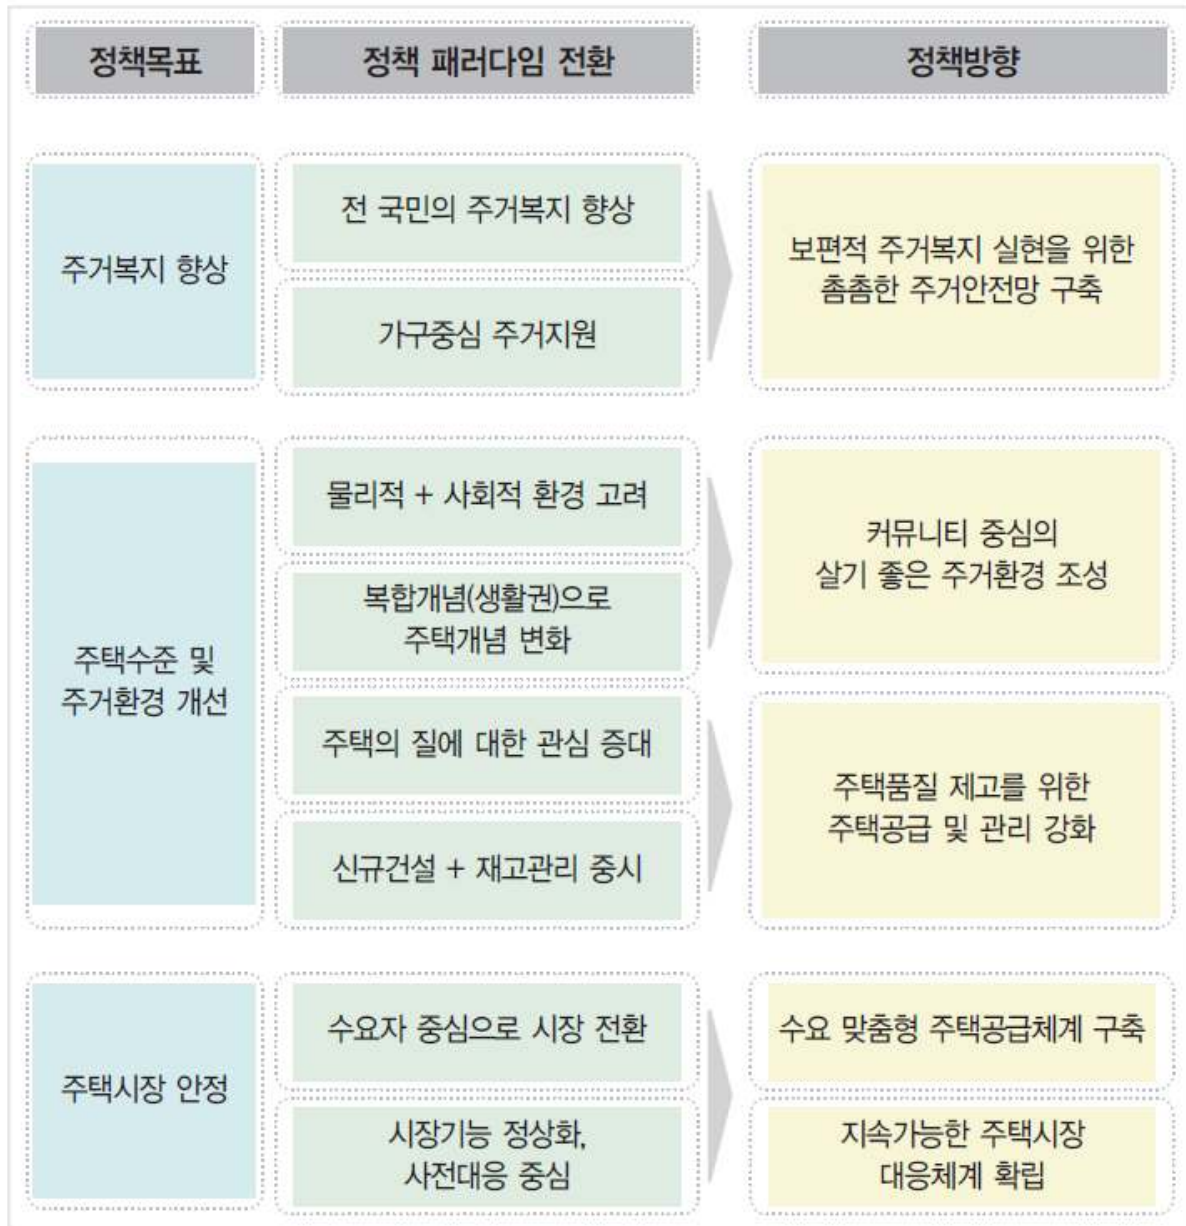 정책목표
정책 패러다임 전환
정책방향
주거복지 향상
전 국민의 주거복지 향상
가구중심 주거지원
보편적 주거복지 실현을 위한
촘촘한 주거안전망 구축
주택수준 및
주거환경 개선
물리적 + 사회적 환경 고려
복합개념(생활권)으로
주택개념 변화
커뮤니티 중심의
살기 좋은 주거환경 조성
주택의 질에 대한 관심 증대
신규건설 + 재고관리 중시
주택품질 제고를 위한
주택공급 및 관리 강화
주택시장 안정
수요자 중심으로 시장 전환
시장기능 정상화,
사전대응 중심
수요 맞춤형 주택공급체계 구축
지속가능한 주택시장
대응체계 확립